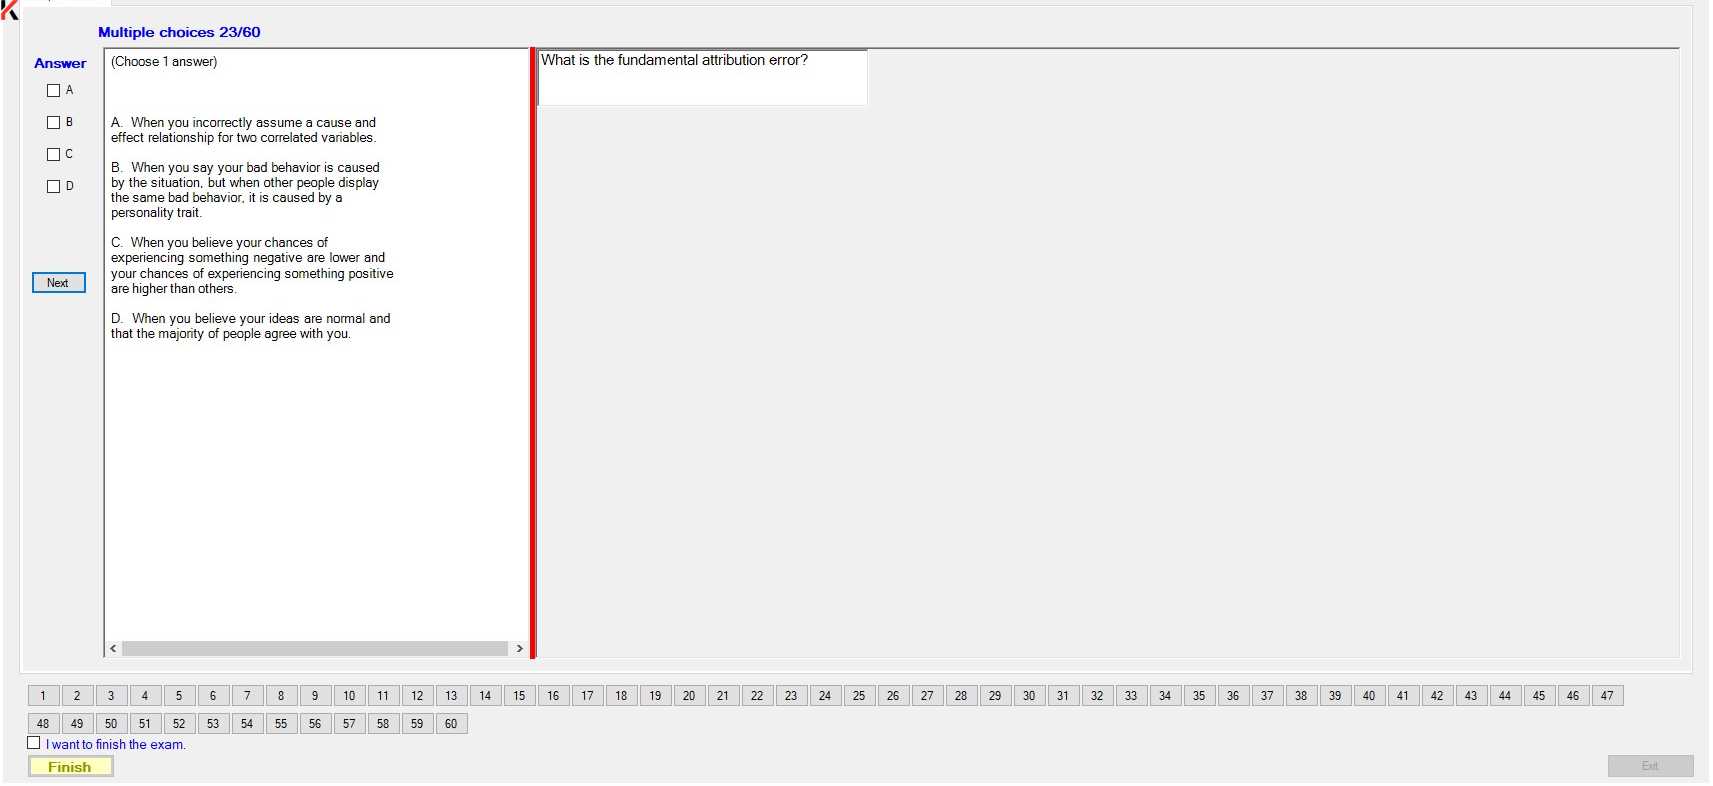 Multiple choices 23/60
Answer
A
B
C
D
Next
(Choose 1 answer)
A. When you incorrectly assume a cause and
effect relationship for two correlated variables.
B. When you say your bad behavior is caused
by the situation, but when other people display
the same bad behavior, it is caused by a
personality trait.
C. When you believe your chances of
experiencing something negative are lower and
your chances of experiencing something positive
are higher than others.
D. When you believe your ideas are normal and
that the majority of people agree with you.
What is the fundamental attribution error?
1 2 3 4 5 6 7 8 9 10 11 12 13 14 15 16 17 18 19 20 21 22 23 24 25 26 27 28 29 30 31 32 33 34 35 36 37 38 39 40 41 42 43 44 45 46 47
48 49 50 51 52 53 54 55 56 57 58 59 60
I want to finish the exam.
Finish
Exit